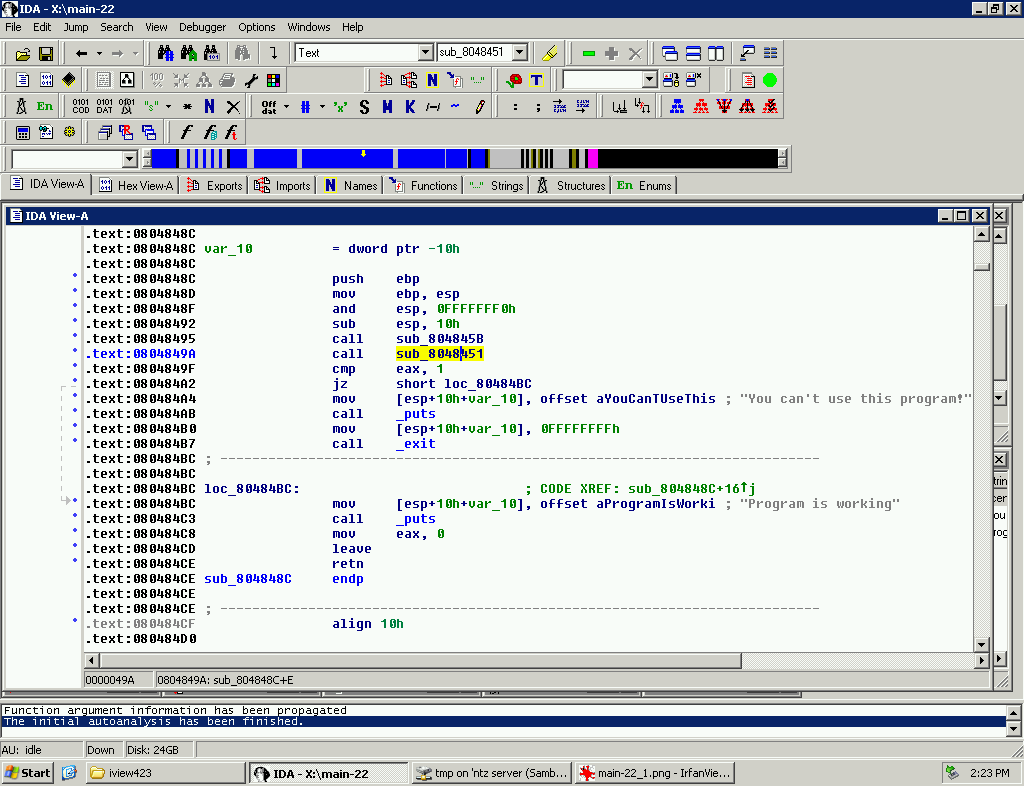 IDA - X:\main-22
File Edit Jump Search View Debugger Options Windows Help
Text sub_8048451
En 0101 COD 0101 DAT "s" * N X Off dat # 'x' S M K : ;
IDA View-A Hex View-A Exports Imports N Names Functions Strings Structures En Enums
IDA View-A
.text:0804848C
.text:0804848C var_10 = dword ptr -10h
.text:0804848C
.text:0804848C push ebp
.text:0804848D mov ebp, esp
.text:0804848F and esp, 0FFFFFFF0h
.text:08048492 sub esp, 10h
.text:08048495 call sub_804845B
.text:0804849A call sub_8048451
.text:0804849F cmp eax, 1
.text:080484A2 jz short loc_80484BC
.text:080484A4 mov [esp+10h+var_10], offset aYouCanTUseThis ; "You can't use this program!"
.text:080484AB call _puts
.text:080484B0 mov [esp+10h+var_10], 0FFFFFFFFh
.text:080484B7 call _exit
.text:080484BC ; ---------------------------------------------------------------------------
.text:080484BC
.text:080484BC loc_80484BC: ; CODE XREF: sub_804848C+16↑j
.text:080484BC mov [esp+10h+var_10], offset aProgramIsWorki ; "Program is working"
.text:080484C3 call _puts
.text:080484C8 mov eax, 0
.text:080484CD leave
.text:080484CE retn
.text:080484CE sub_804848C endp
.text:080484CE
.text:080484CE ; ---------------------------------------------------------------------------
.text:080484CF align 10h
.text:080484D0
0000049A 0804849A: sub_804848C+E
Function argument information has been propagated
The initial autoanalysis has been finished.
AU: idle Down Disk: 24GB
Start iview423 IDA - X:\main-22 tmp on 'ntz server (Samb... main-22_1.png - IrfanVie... 2:23 PM